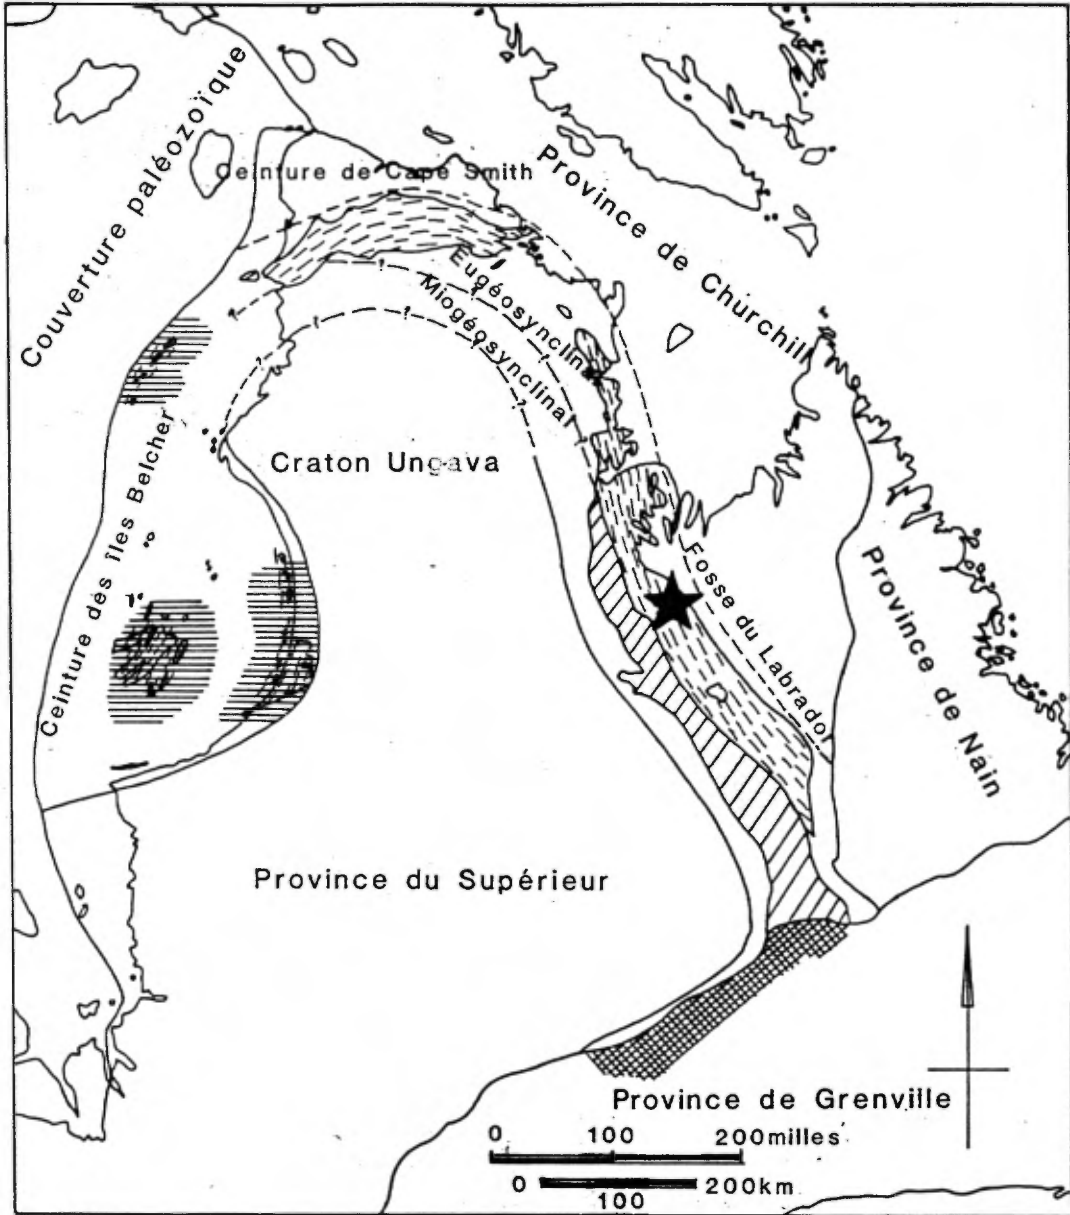 Couverture paléozoïque
Ceinture de Cape Smith
Province de Churchill
Eugéosynclinal
Miogéosynclinal
Craton Ungava
Ceinture des îles Belcher
Fosse du Labrador
Province de Nain
Province du Supérieur
Province de Grenville
0 100 200milles
0 100 200km
? ? ? ? ? ? ? ? ?